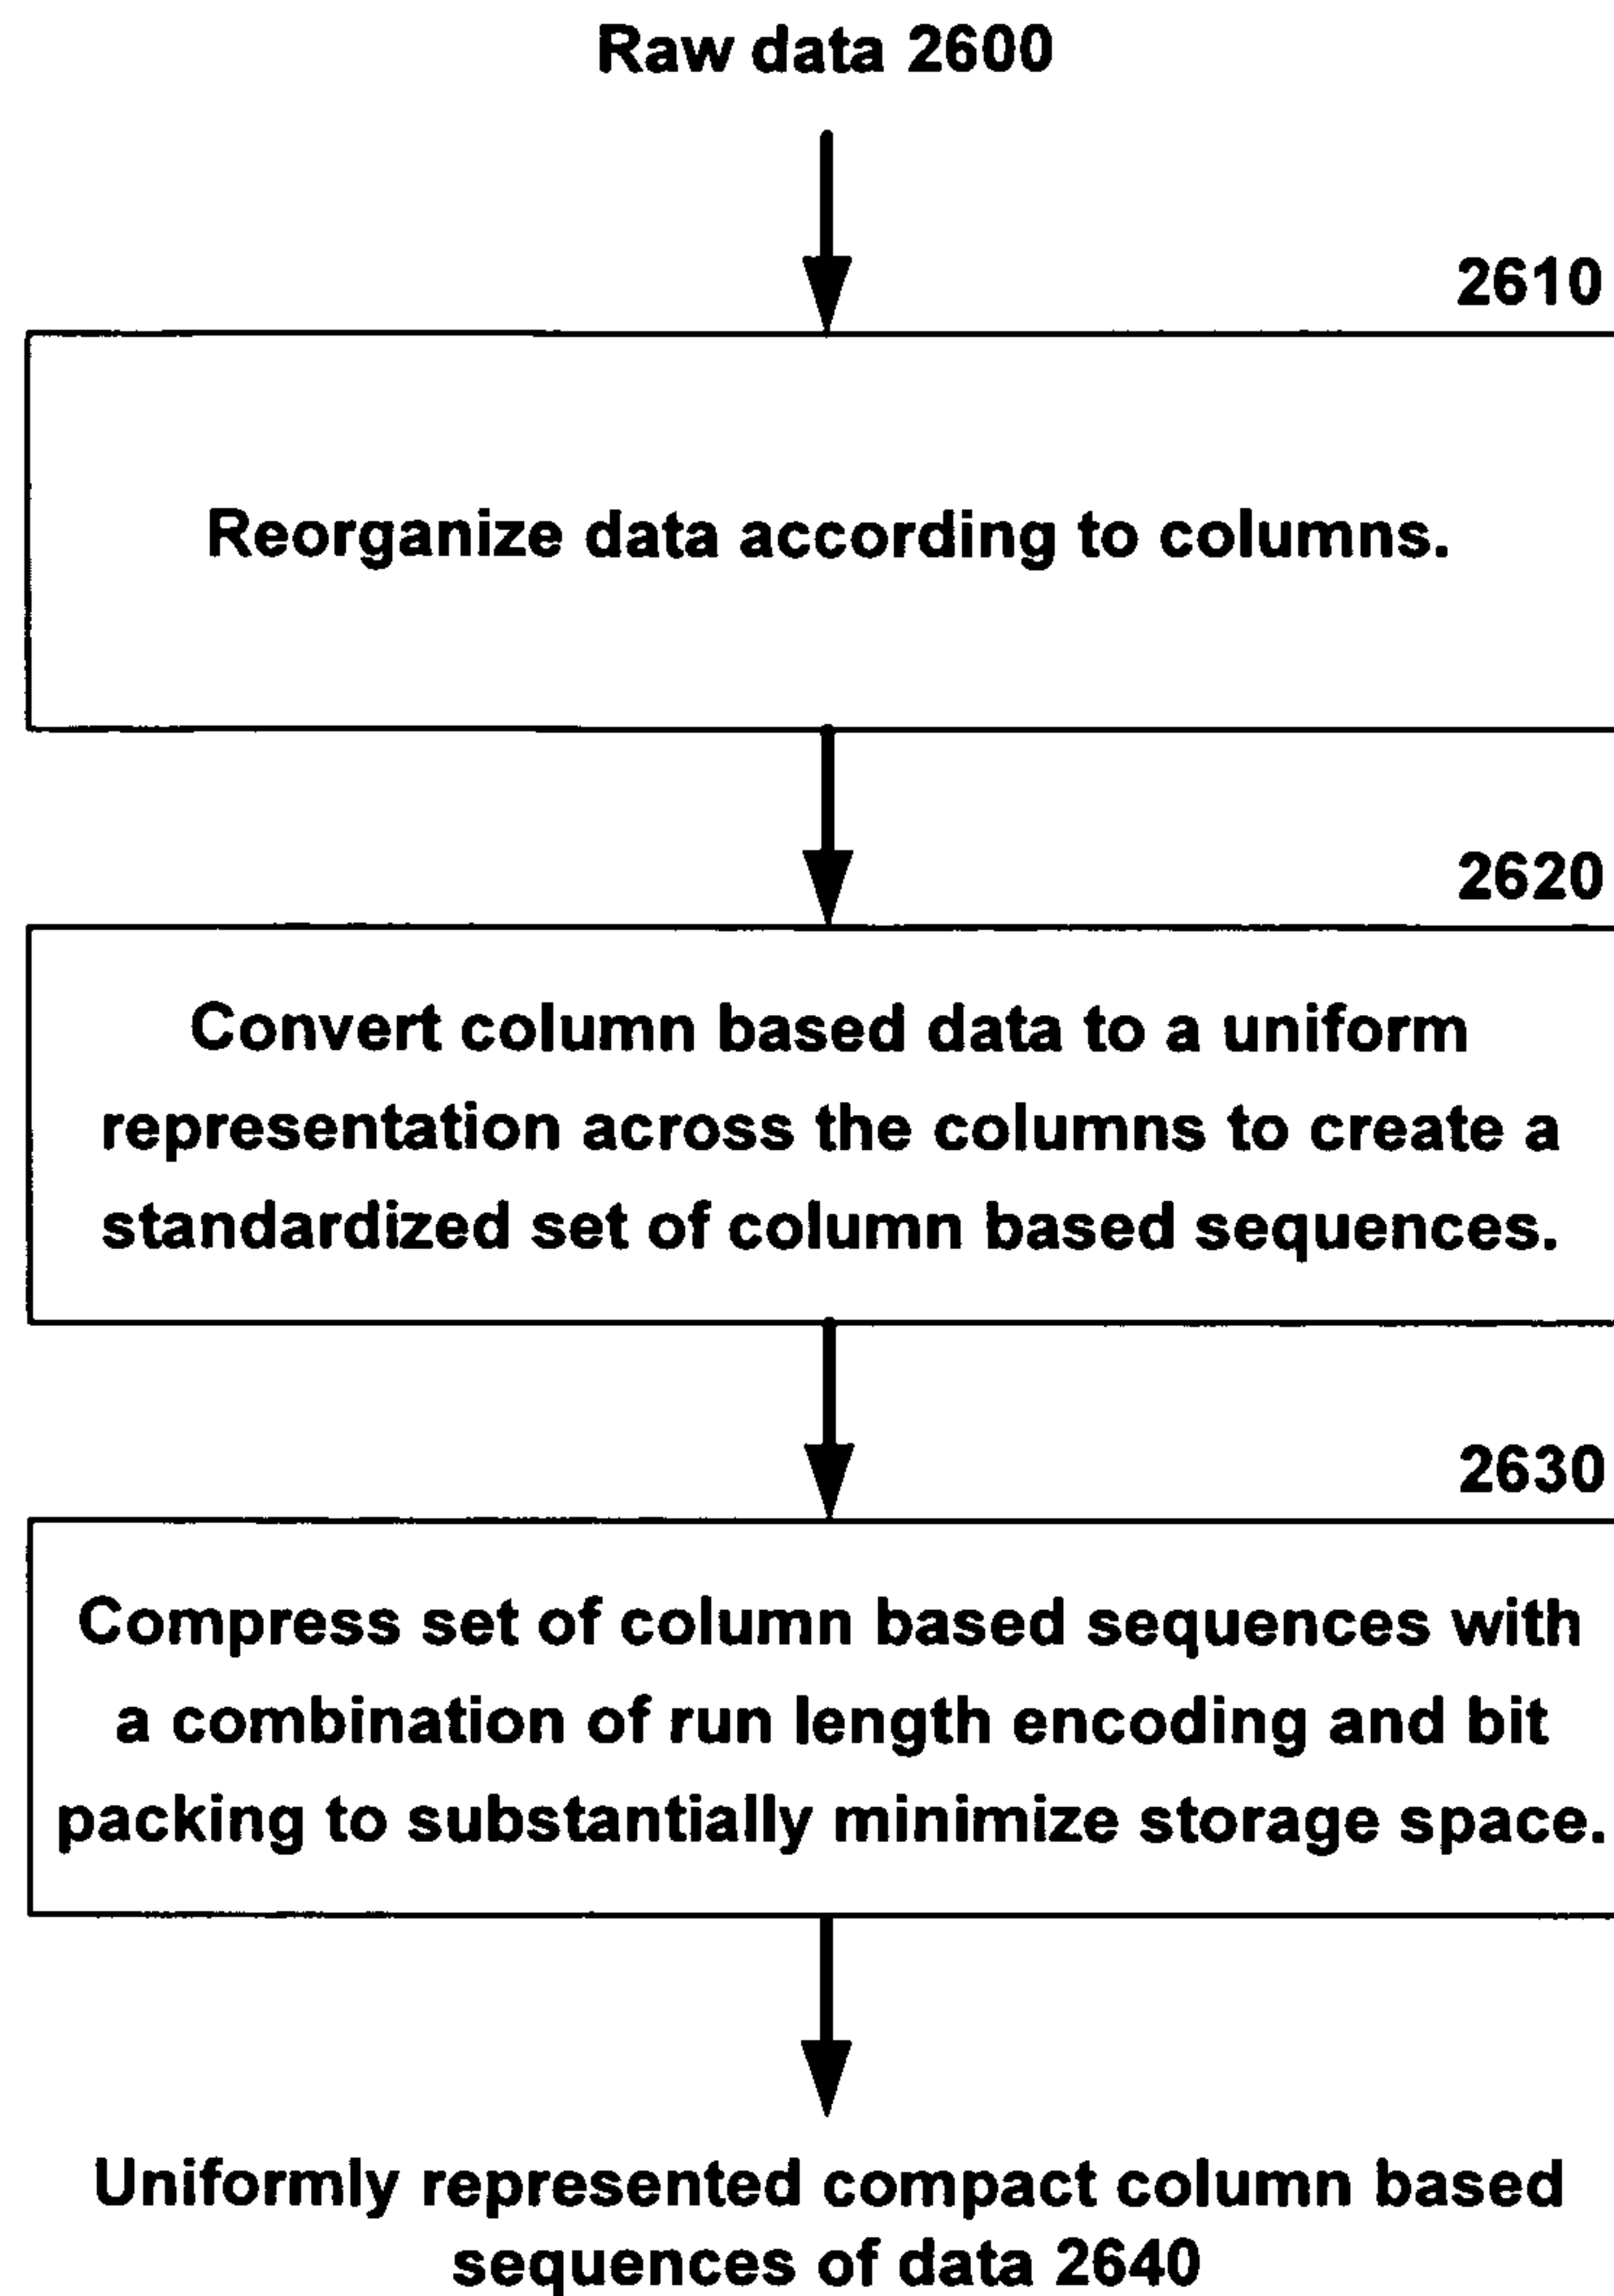 Raw data 2600
2610
Reorganize data according to columns.
2620
Convert column based data to a uniform
representation across the columns to create a
standardized set of column based sequences.
2630
Compress set of column based sequences with
a combination of run length encoding and bit
packing to substantially minimize storage space.
Uniformly represented compact column based
sequences of data 2640